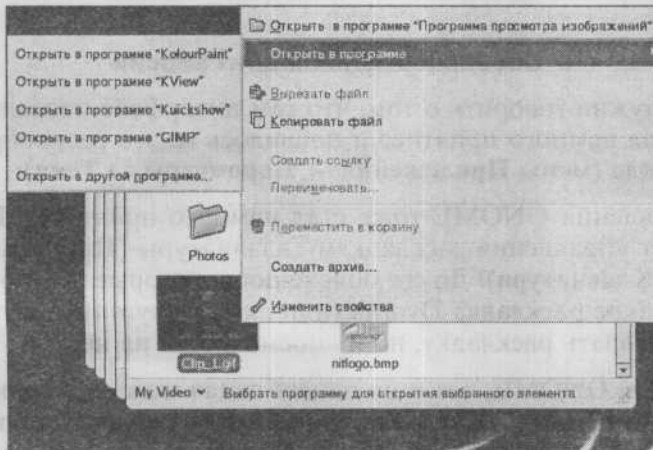 Открыть в программе "Программа просмотра изображений"
Открыть в программе
Вырезать файл
Копировать файл
Создать ссылку
Переименовать...
Переместить в корзину
Создать архив...
Изменить свойства
Открыть в программе "KolourPaint"
Открыть в программе "KView"
Открыть в программе "Kuickshow"
Открыть в программе "GIMP"
Открыть в другой программе...
Photos
nitlogo.bmp
My Video
Выбрать программу для открытия выбранного элемента